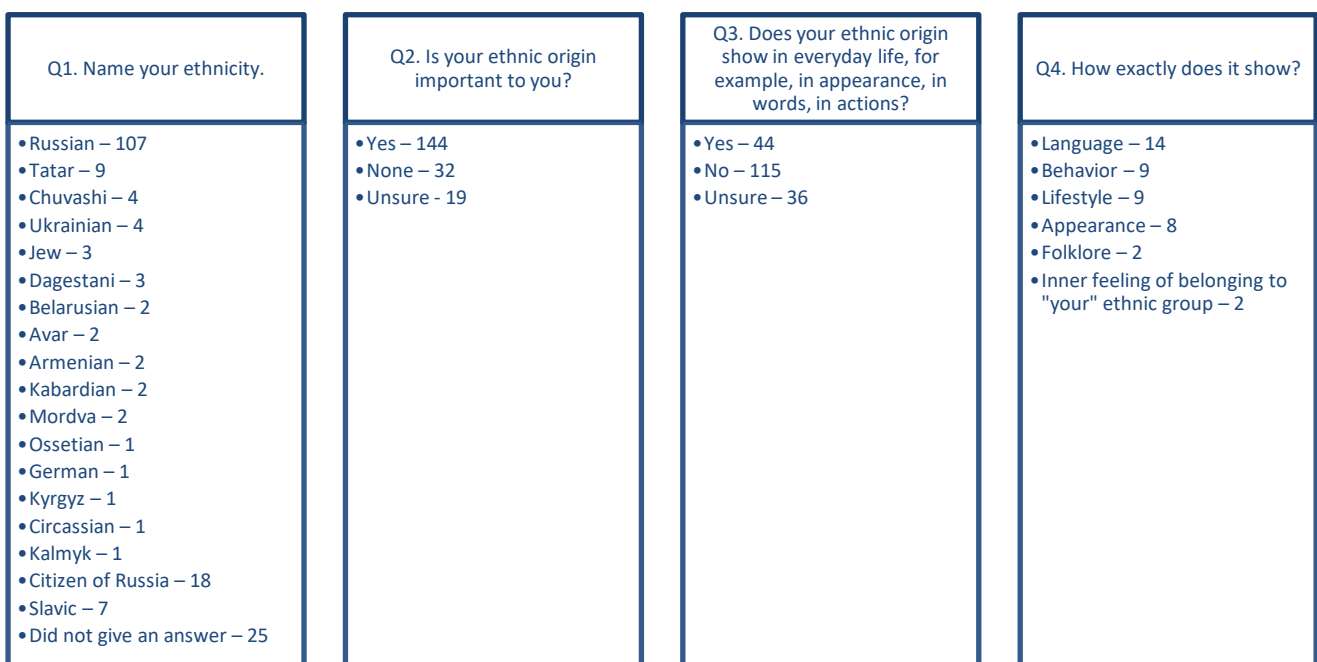 Q1. Name your ethnicity.
•Russian – 107
•Tatar – 9
•Chuvashi – 4
•Ukrainian – 4
•Jew – 3
•Dagestani – 3
•Belarusian – 2
•Avar – 2
•Armenian – 2
•Kabardian – 2
•Mordva – 2
•Ossetian – 1
•German – 1
•Kyrgyz – 1
•Circassian – 1
•Kalmyk – 1
•Citizen of Russia – 18
•Slavic – 7
•Did not give an answer – 25
Q2. Is your ethnic origin
important to you?
•Yes – 144
•None – 32
•Unsure - 19
Q3. Does your ethnic origin
show in everyday life, for
example, in appearance, in
words, in actions?
•Yes – 44
•No – 115
•Unsure – 36
Q4. How exactly does it show?
•Language – 14
•Behavior – 9
•Lifestyle – 9
•Appearance – 8
•Folklore – 2
•Inner feeling of belonging to
"your" ethnic group – 2